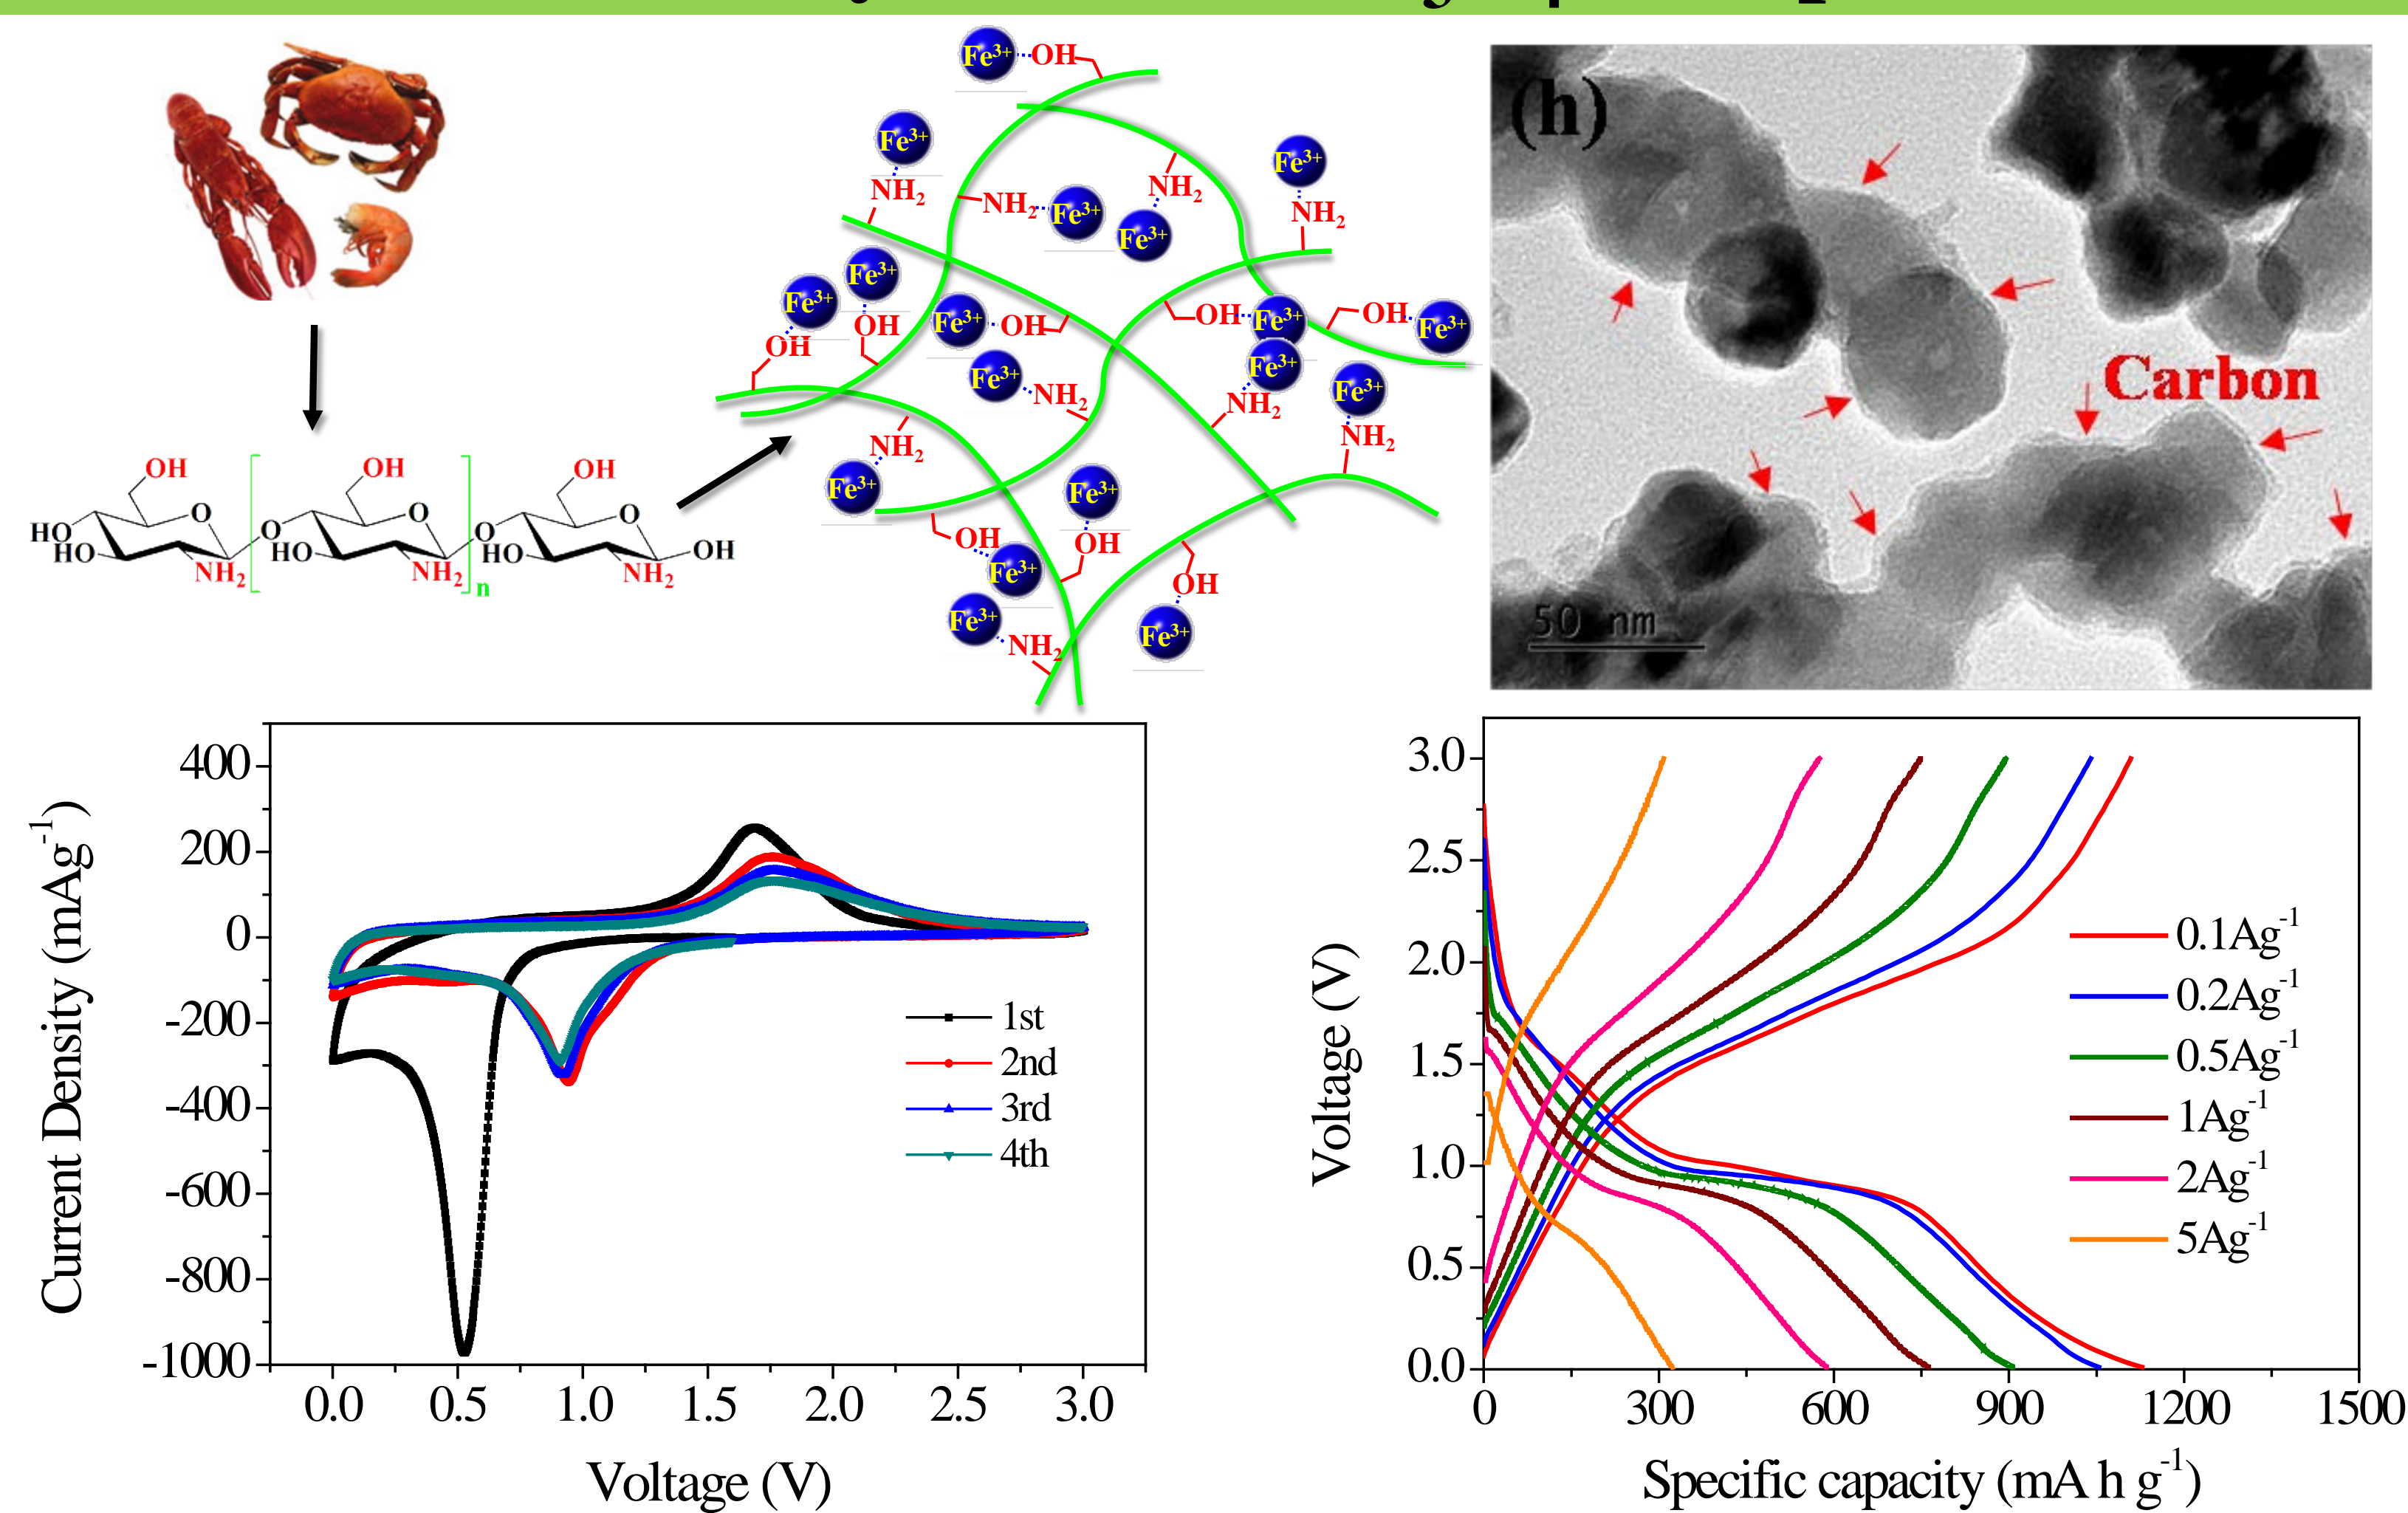 Fe³⁺ OH
Fe³⁺
NH₂
NH₂ Fe³⁺
NH₂
Fe³⁺
Fe³⁺
NH₂
Fe³⁺
OH
Fe³⁺
OH
Fe³⁺ OH
OH Fe³⁺
OH Fe³⁺
Fe³⁺
NH₂
Fe³⁺
NH₂
Fe³⁺
NH₂
NH₂
Fe³⁺
Fe³⁺
OH
OH
Fe³⁺
OH
Fe³⁺
Fe³⁺
NH₂
(h)
Carbon
50 nm
OH OH OH
HO O O O O O
HO HO HO OH
NH₂ NH₂ NH₂
n
400
200
0
-200
-400
-600
-800
-1000
Current Density (mAg⁻¹)
1st
2nd
3rd
4th
0.0 0.5 1.0 1.5 2.0 2.5 3.0
Voltage (V)
3.0
2.5
2.0
1.5
1.0
0.5
0.0
Voltage (V)
0.1Ag⁻¹
0.2Ag⁻¹
0.5Ag⁻¹
1Ag⁻¹
2Ag⁻¹
5Ag⁻¹
0 300 600 900 1200 1500
Specific capacity (mA h g⁻¹)